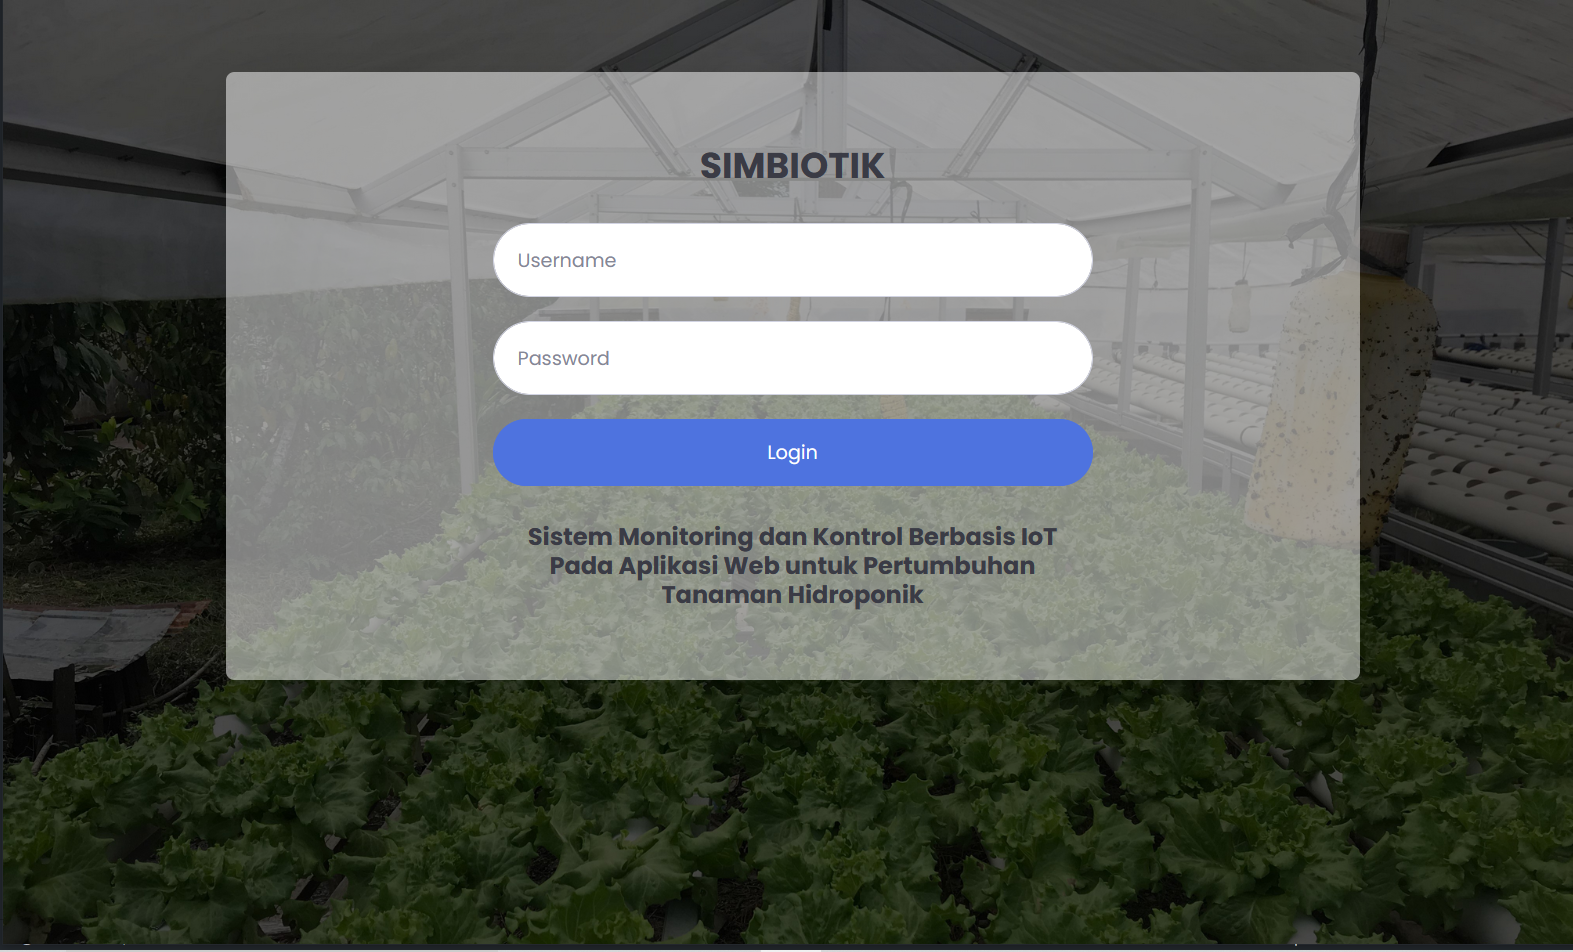 SIMBIOTIK
Username
Password
Login
Sistem Monitoring dan Kontrol Berbasis IoT
Pada Aplikasi Web untuk Pertumbuhan
Tanaman Hidroponik